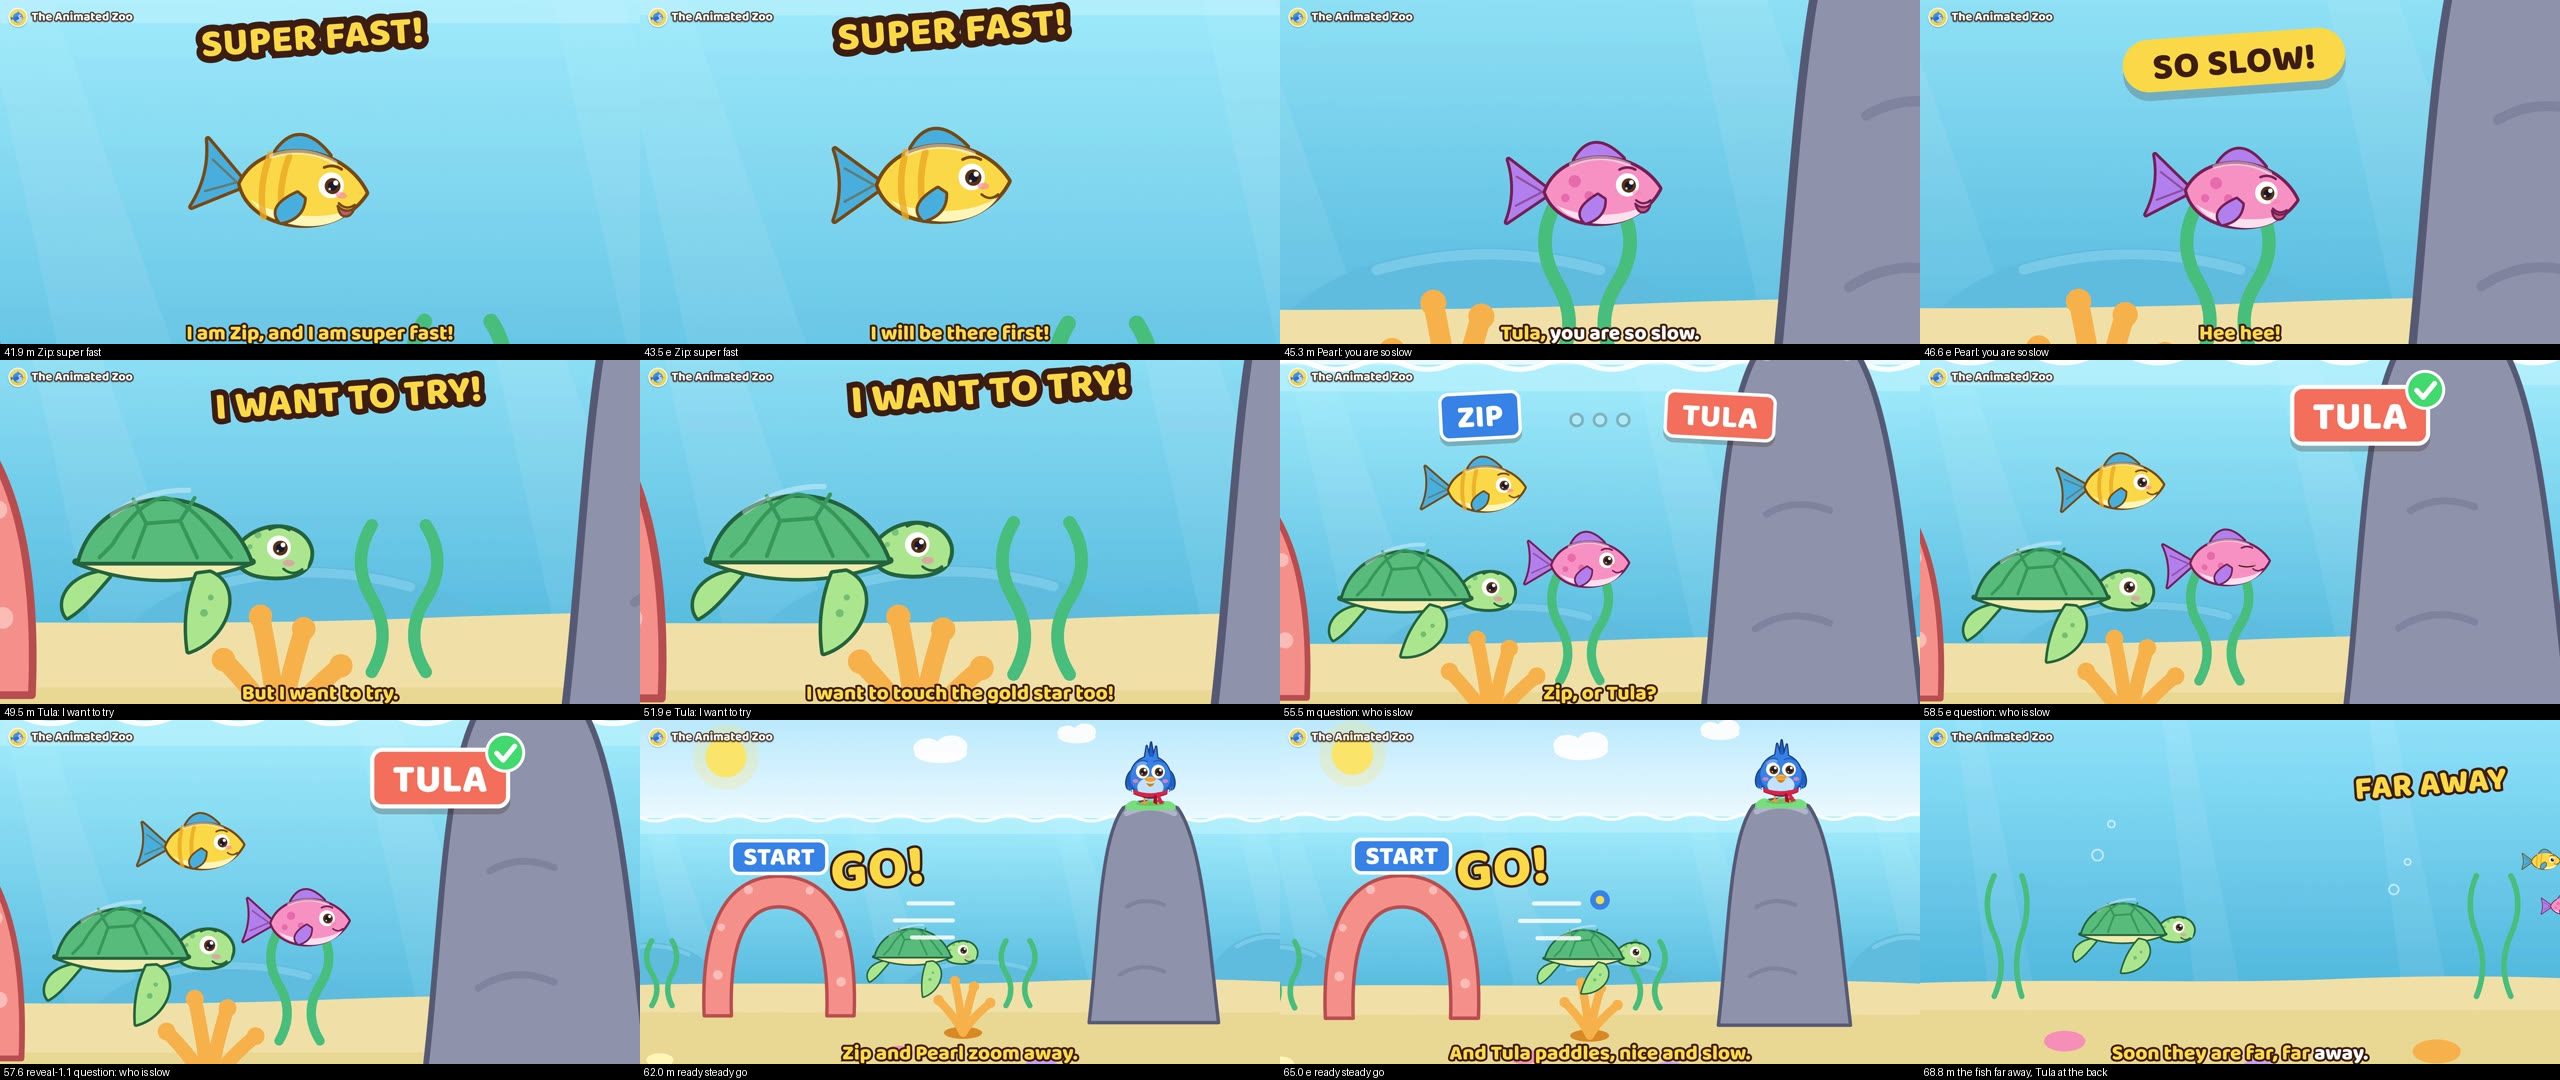 The Animated Zoo
SUPER FAST!
I am Zip, and I am super fast!
41.9 m Zip: super fast
The Animated Zoo
SUPER FAST!
I will be there first!
43.5 e Zip: super fast
The Animated Zoo
Tula, you are so slow.
45.3 m Pearl: you are so slow
The Animated Zoo
SO SLOW!
Hee hee!
46.6 e Pearl: you are so slow
The Animated Zoo
I WANT TO TRY!
But I want to try.
49.5 m Tula: I want to try
The Animated Zoo
I WANT TO TRY!
I want to touch the gold star too!
51.9 e Tula: I want to try
The Animated Zoo
ZIP
TULA
Zip, or Tula?
55.5 m question: who is slow
The Animated Zoo
TULA
58.5 e question: who is slow
The Animated Zoo
TULA
57.6 reveal-1.1 question: who is slow
The Animated Zoo
START
GO!
Zip and Pearl zoom away.
62.0 m ready steady go
The Animated Zoo
START
GO!
And Tula paddles, nice and slow.
65.0 e ready steady go
The Animated Zoo
FAR AWAY
Soon they are far, far away.
68.8 m the fish far away, Tula at the back